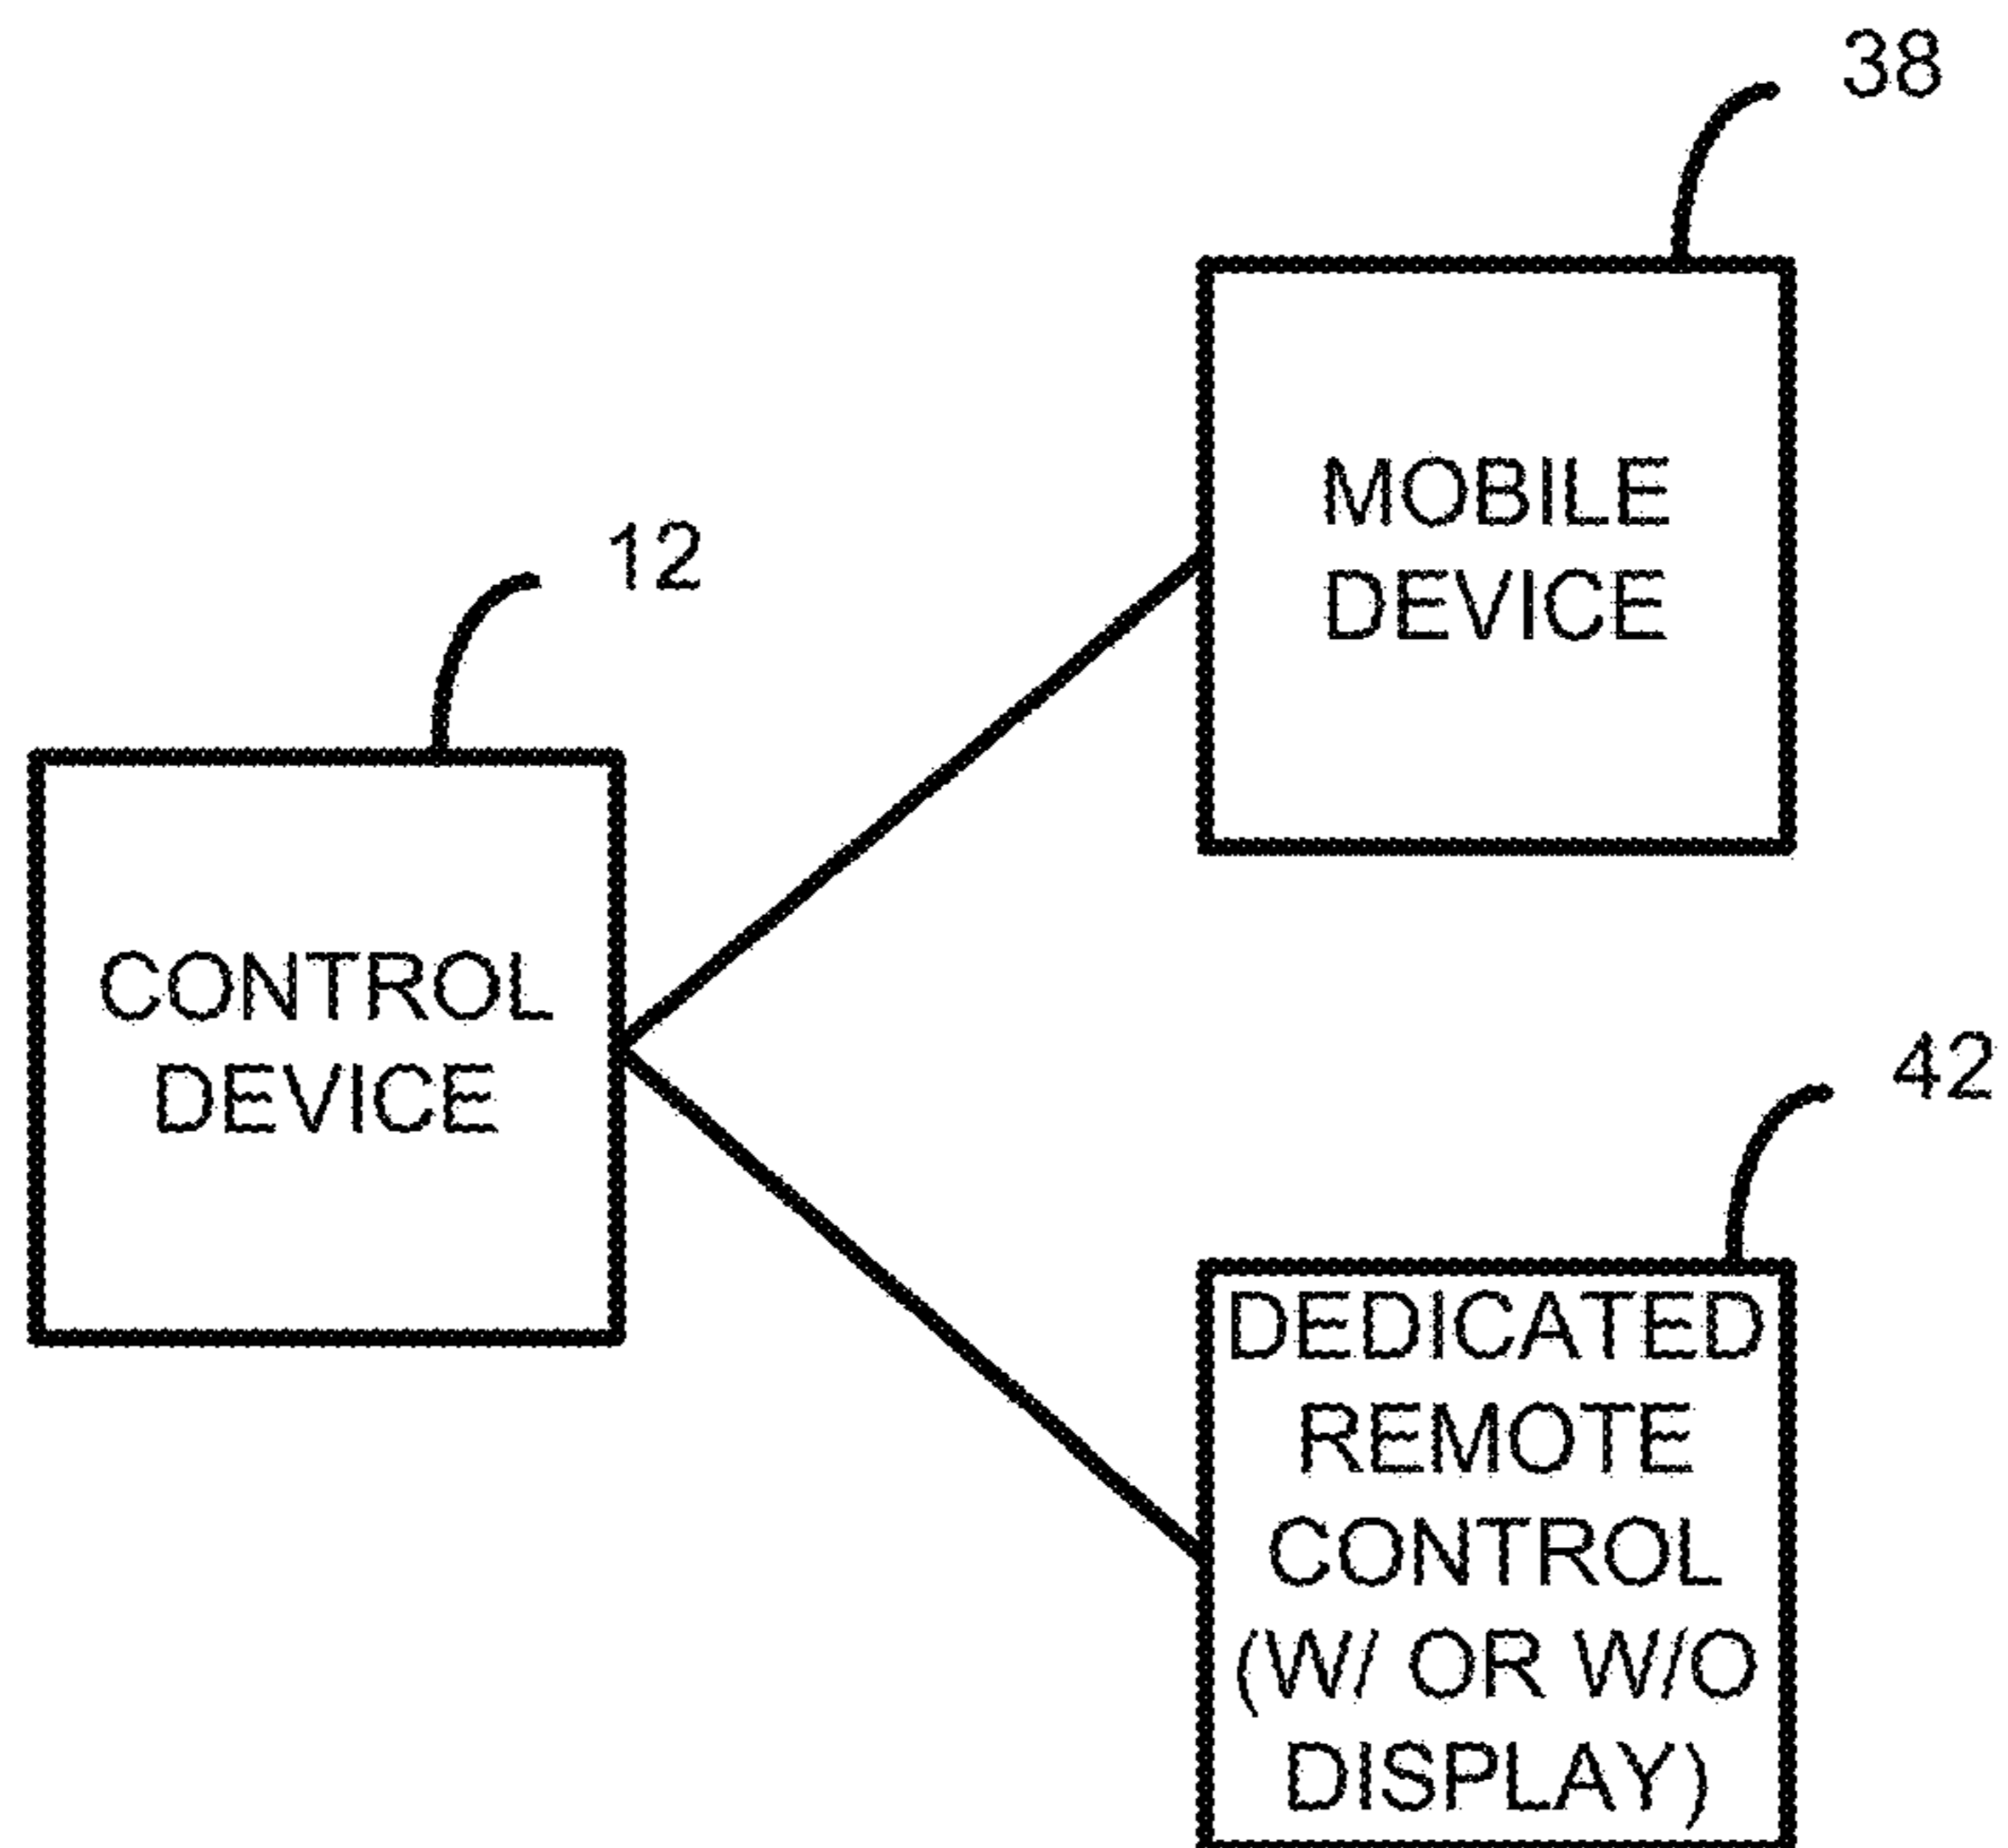 38
MOBILE
DEVICE
12
CONTROL
DEVICE
42
DEDICATED
REMOTE
CONTROL
(W/ OR W/O
DISPLAY)